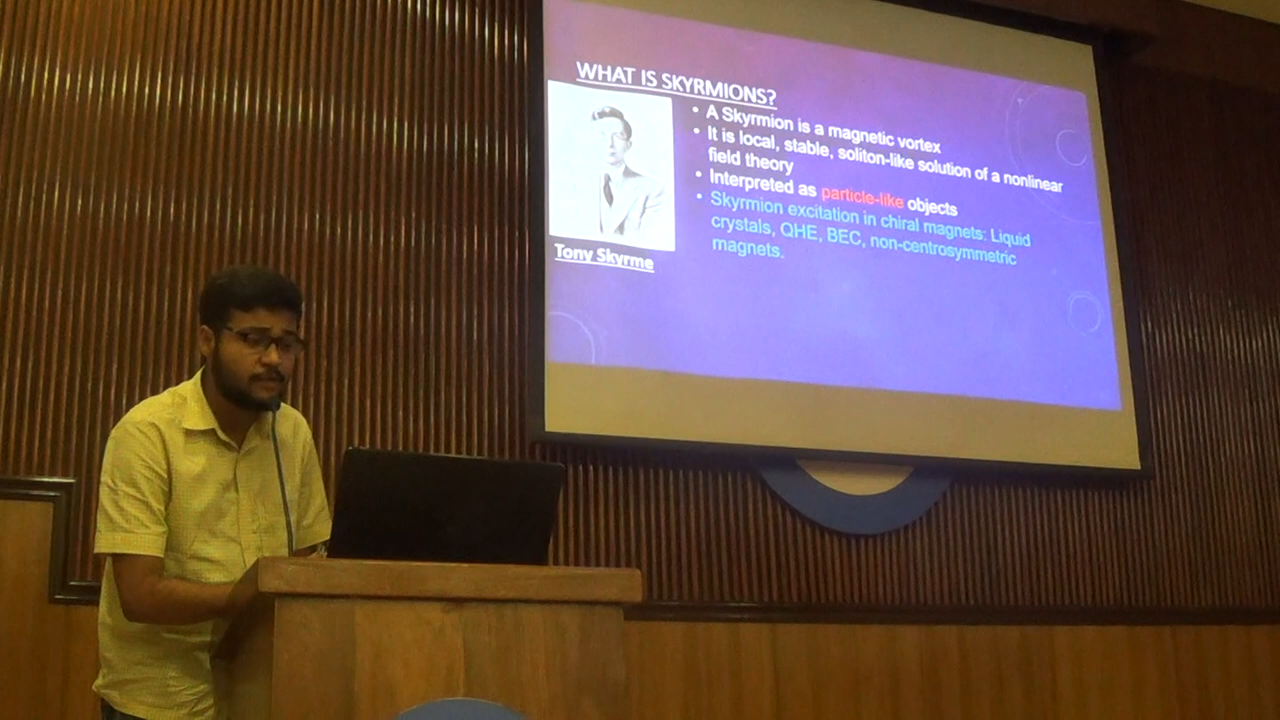 WHAT IS SKYRMIONS?
• A Skyrmion is a magnetic vortex
• It is local, stable, soliton-like solution of a nonlinear
field theory
• Interpreted as particle-like objects
• Skyrmion excitation in chiral magnets: Liquid
crystals, QHE, BEC, non-centrosymmetric
magnets.
Tony Skyrme